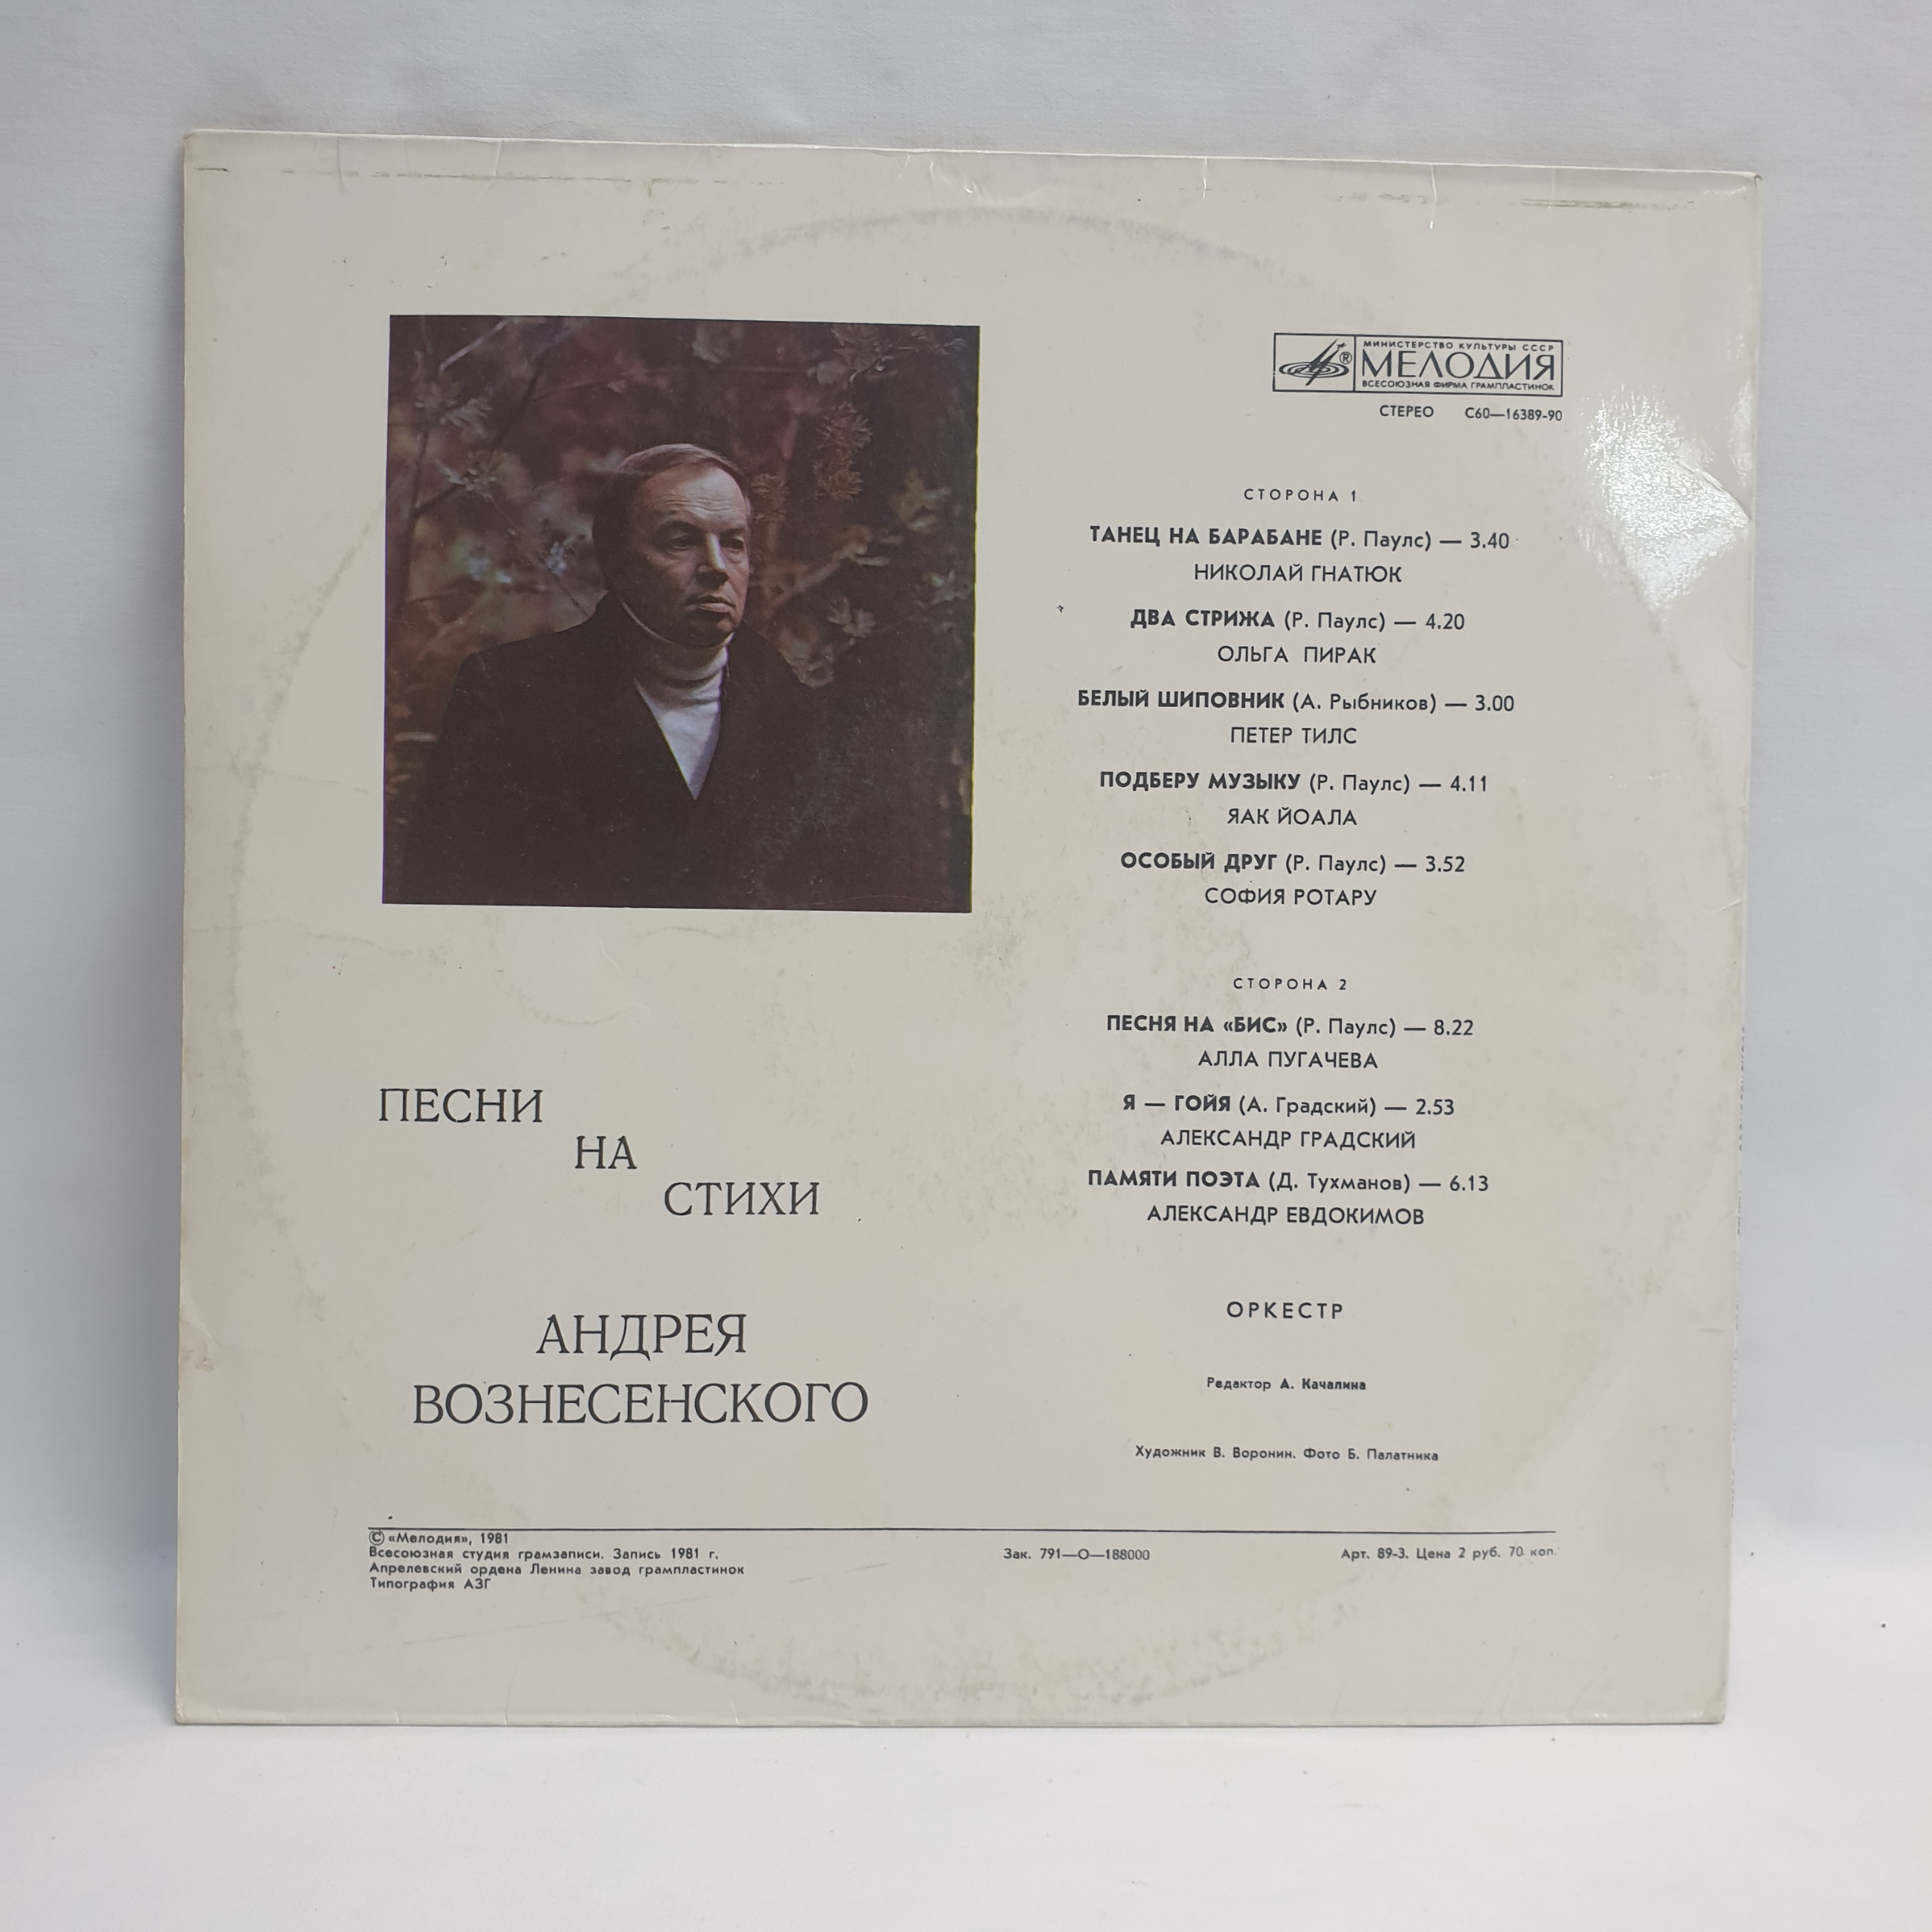 МИНИСТЕРСТВО КУЛЬТУРЫ СССР
МЕЛОДИЯ
ВСЕСОЮЗНАЯ ФИРМА ГРАМПЛАСТИНОК
СТЕРЕО С60—16389-90
СТОРОНА 1
ТАНЕЦ НА БАРАБАНЕ (Р. Паулс) — 3.40
НИКОЛАЙ ГНАТЮК
ДВА СТРИЖА (Р. Паулс) — 4.20
ОЛЬГА ПИРАК
БЕЛЫЙ ШИПОВНИК (А. Рыбников) — 3.00
ПЕТЕР ТИЛС
ПОДБЕРУ МУЗЫКУ (Р. Паулс) — 4.11
ЯАК ЙОАЛА
ОСОБЫЙ ДРУГ (Р. Паулс) — 3.52
СОФИЯ РОТАРУ
СТОРОНА 2
ПЕСНЯ НА «БИС» (Р. Паулс) — 8.22
АЛЛА ПУГАЧЕВА
Я — ГОЙЯ (А. Градский) — 2.53
АЛЕКСАНДР ГРАДСКИЙ
ПАМЯТИ ПОЭТА (Д. Тухманов) — 6.13
АЛЕКСАНДР ЕВДОКИМОВ
ОРКЕСТР
Редактор А. Качалина
Художник В. Воронин. Фото Б. Палатника
ПЕСНИ
НА
СТИХИ
АНДРЕЯ
ВОЗНЕСЕНСКОГО
© «Мелодия», 1981
Всесоюзная студия грамзаписи. Запись 1981 г.
Апрелевский ордена Ленина завод грампластинок
Типография АЗГ
Зак. 791—О—188000
Арт. 89-3. Цена 2 руб. 70 коп.